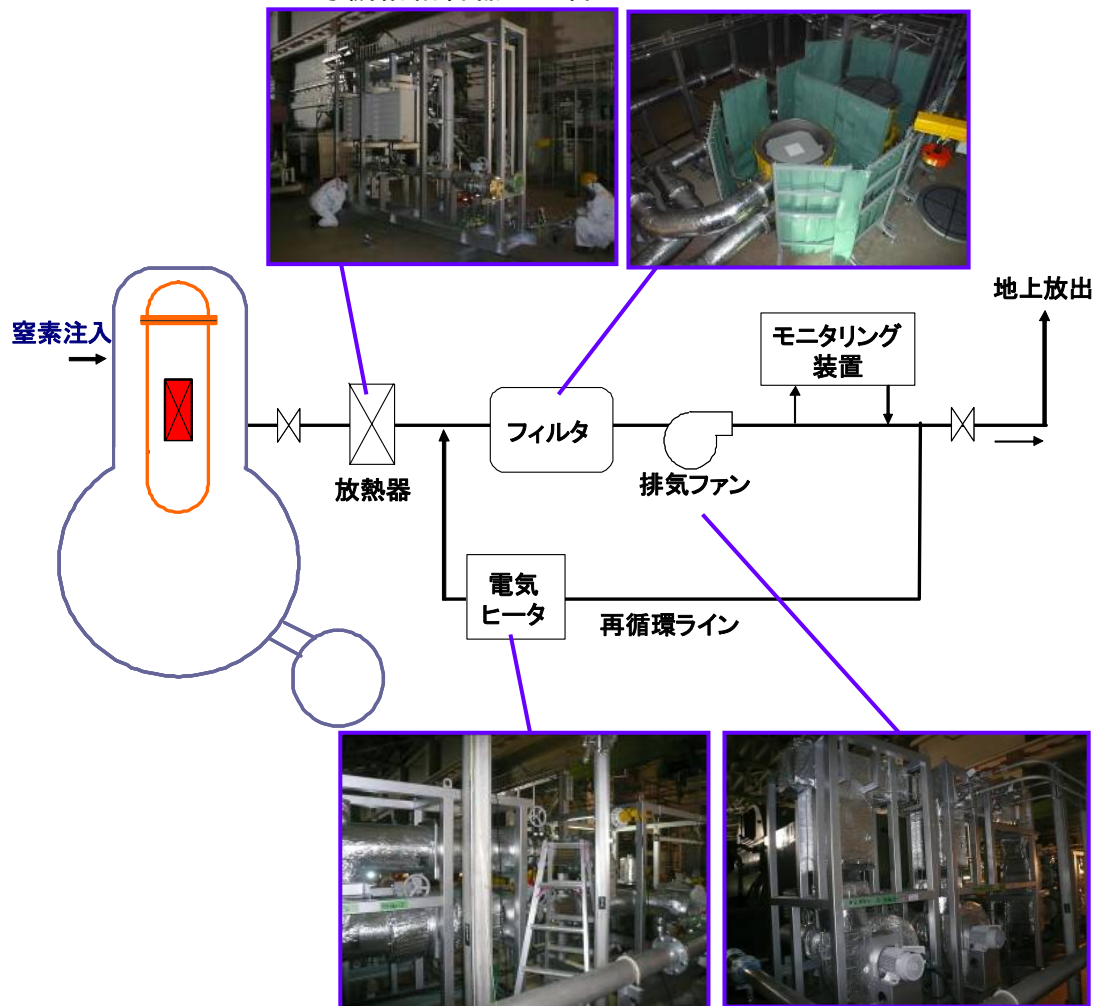 地上放出
窒素注入
モニタリング
装置
フィルタ
放熱器
排気ファン
電気
ヒータ
再循環ライン